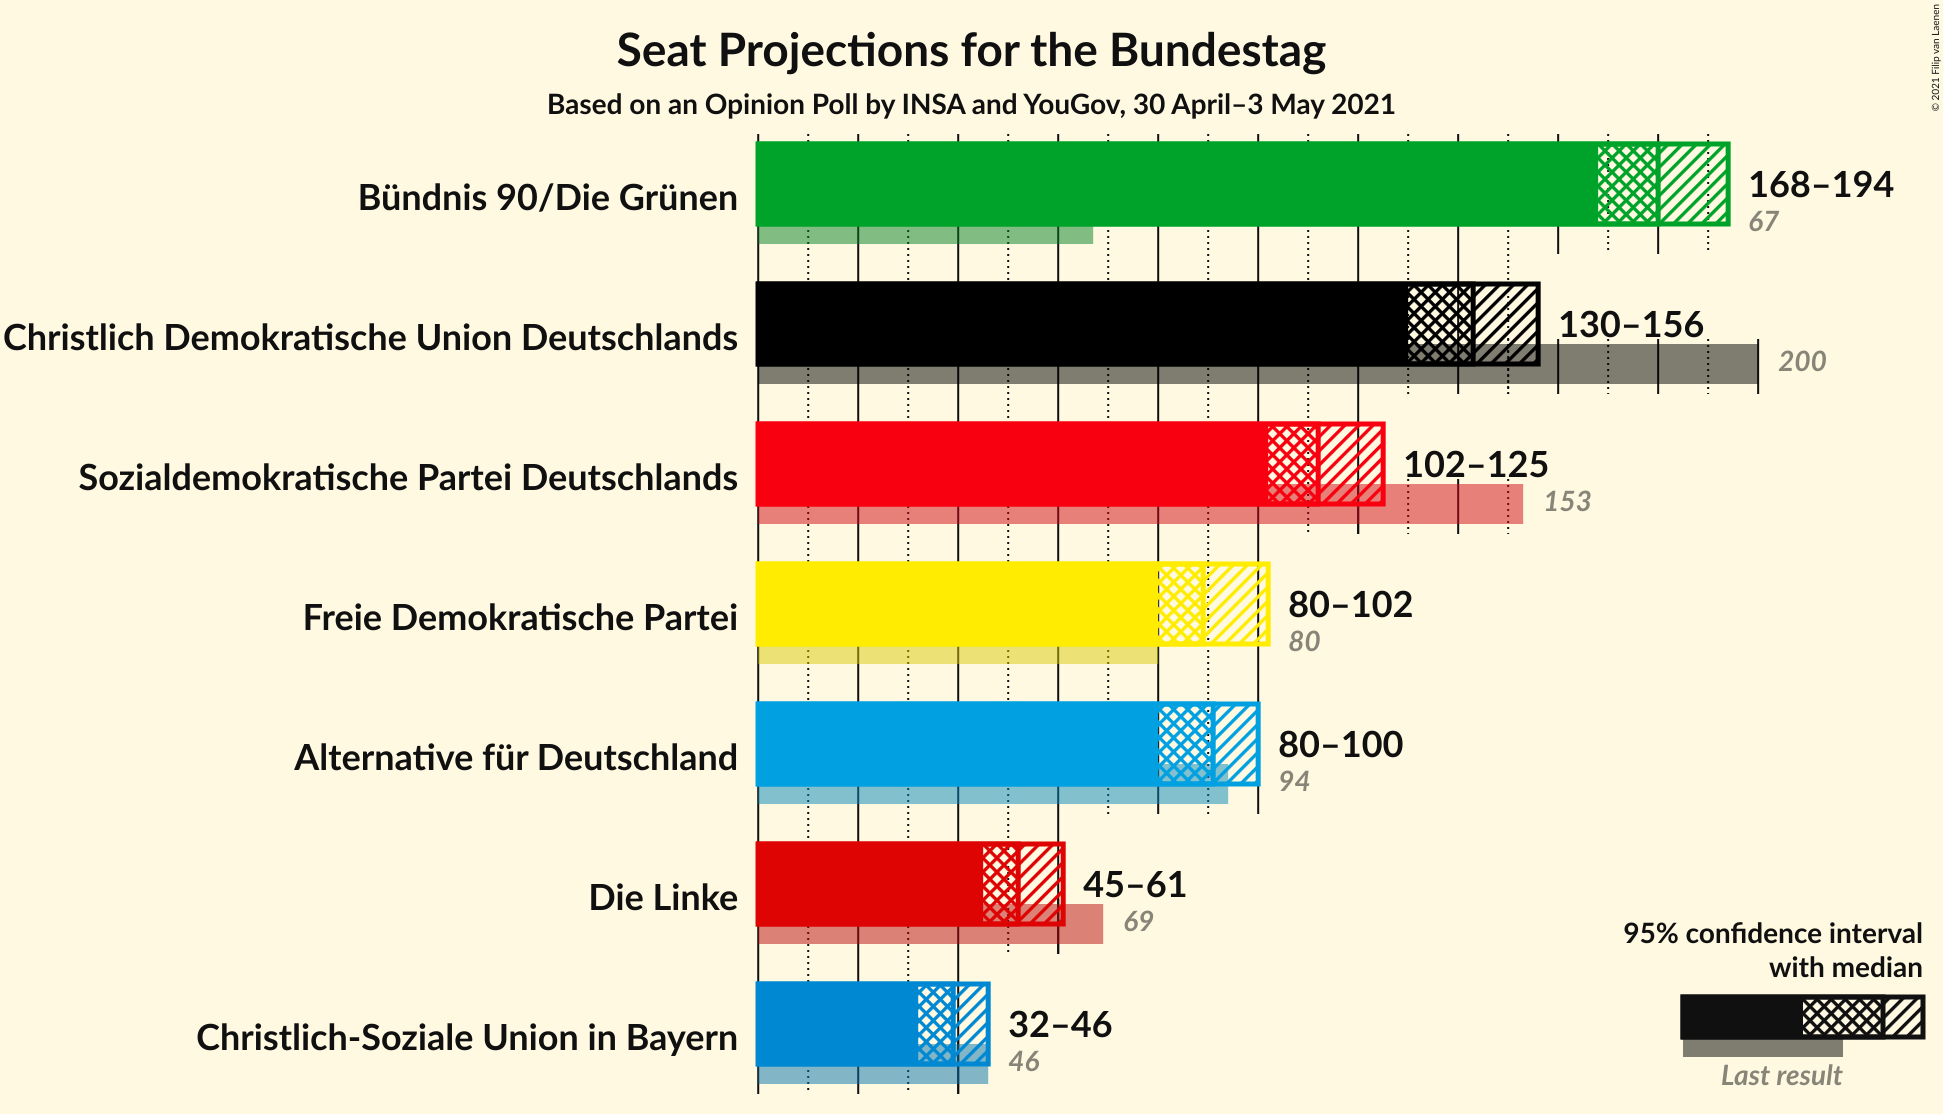 Seat Projections for the Bundestag
Based on an Opinion Poll by INSA and YouGov, 30 April–3 May 2021
© 2021 Filip van Laenen
Bündnis 90/Die Grünen
168–194
67
Christlich Demokratische Union Deutschlands
130–156
200
Sozialdemokratische Partei Deutschlands
102–125
153
Freie Demokratische Partei
80–102
80
Alternative für Deutschland
80–100
94
Die Linke
45–61
69
Christlich-Soziale Union in Bayern
32–46
46
95% confidence interval
with median
Last result